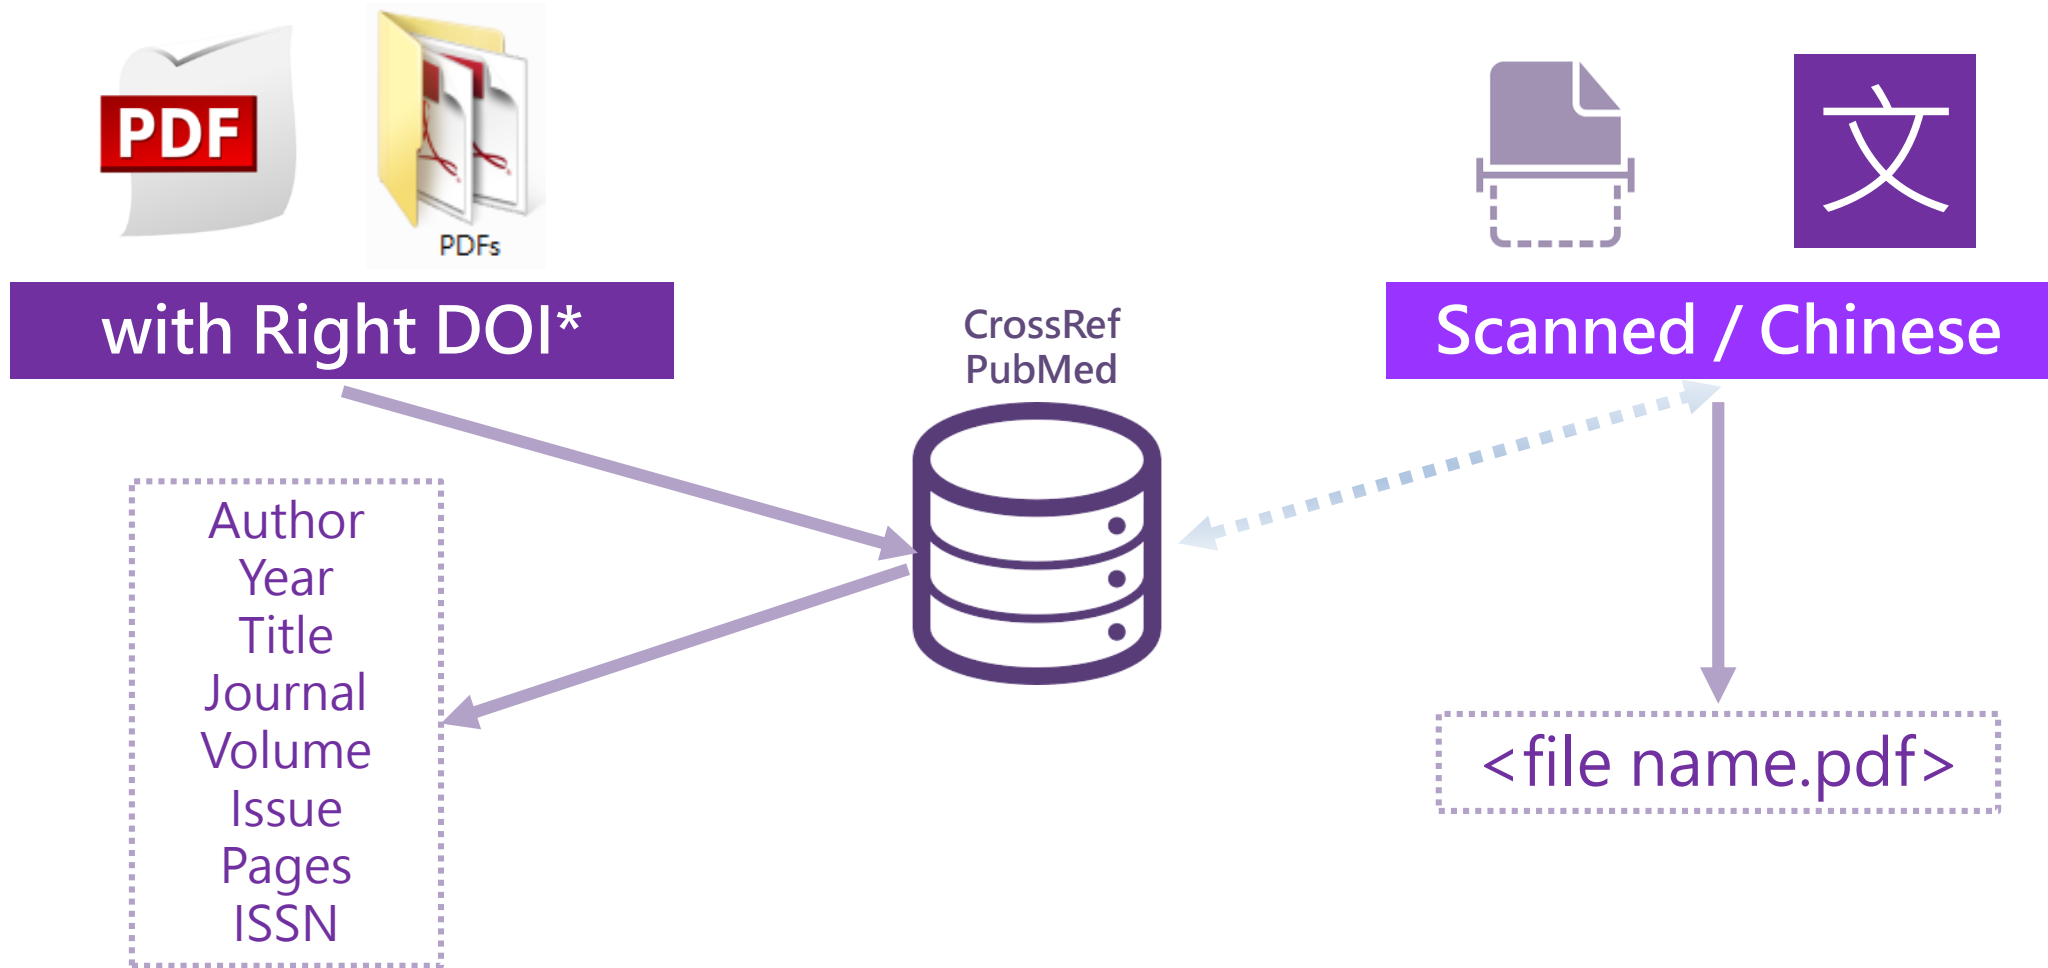 PDF
PDFs
with Right DOI*
CrossRef
PubMed
文
Scanned / Chinese
Author
Year
Title
Journal
Volume
Issue
Pages
ISSN
<file name.pdf>